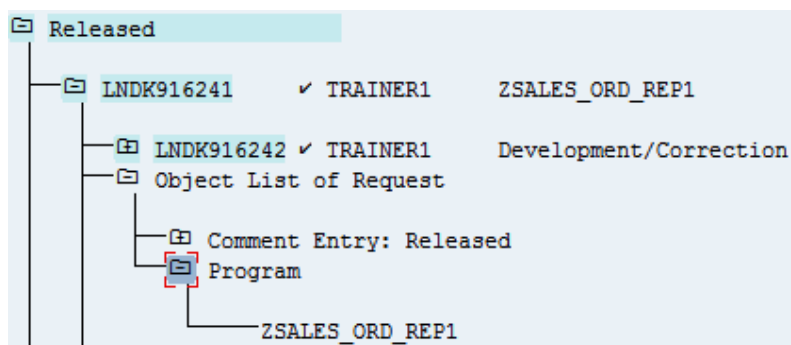 Released
LNDK916241 ✔ TRAINER1 ZSALES_ORD_REP1
LNDK916242 ✔ TRAINER1 Development/Correction
Object List of Request
Comment Entry: Released
Program
ZSALES_ORD_REP1